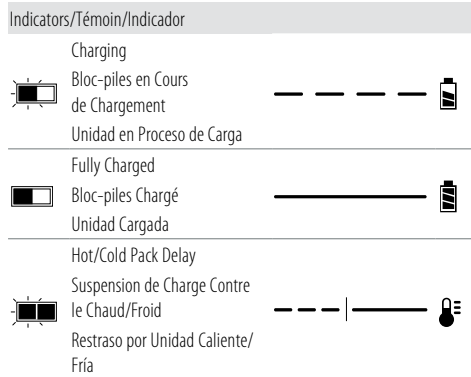 Indicators/Témoin/Indicador
Charging
Bloc-piles en Cours
de Chargement
Unidad en Proceso de Carga
Fully Charged
Bloc-piles Chargé
Unidad Cargada
Hot/Cold Pack Delay
Suspension de Charge Contre
le Chaud/Froid
Restraso por Unidad Caliente/
Fría